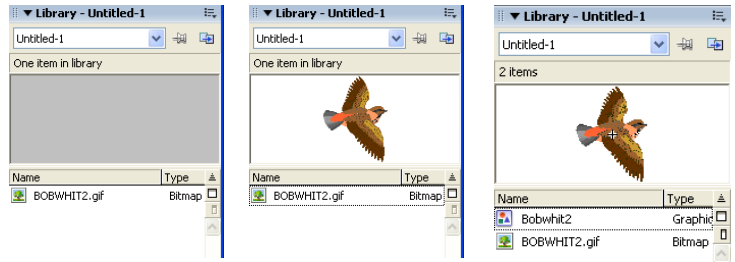 Library - Untitled-1
Untitled-1
One item in library
Name Type
BOBWHIT2.gif Bitmap
Library - Untitled-1
Untitled-1
One item in library
Name Type
BOBWHIT2.gif Bitmap
Library - Untitled-1
Untitled-1
2 items
Name Type
Bobwhit2 Graphic
BOBWHIT2.gif Bitmap